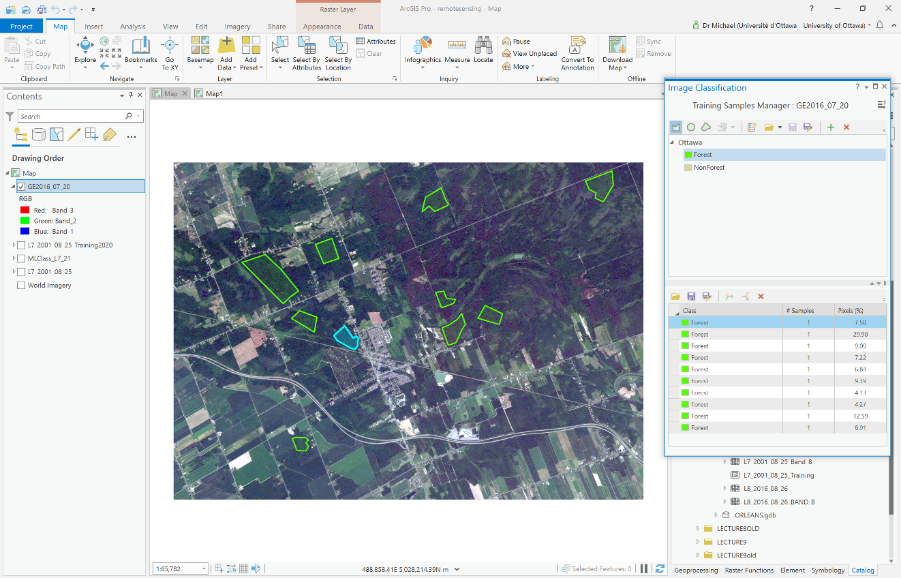 Raster Layer
ArcGIS Pro - remotesensing - Map
Project Map Insert Analysis View Edit Imagery Share Appearance Data
Dr Michael (Université d'Ottawa - University of Ottawa)
Paste Cut Copy Copy Path
Explore Bookmarks Go To XY
Basemap Add Data Add Preset
Select Select By Attributes Select By Location Attributes Clear
Infographics Measure Locate
Pause View Unplaced More Convert To Annotation
Download Map Sync Remove
Clipboard Navigate Layer Selection Inquiry Labeling Offline
Contents
Search
Drawing Order
Map
GE2016_07_20
RGB
Red: Band_3
Green: Band_2
Blue: Band_1
L7_2001_08_25_Training2020
MLClass_L7_21
L7_2001_08_25
World Imagery
Map Map1
1:65,782
488,858.41E 5,028,214.39N m
Selected Features: 0
Image Classification
Training Samples Manager : GE2016_07_20
Ottawa
Forest
NonForest
Class # Samples Pixels (%)
Forest 1 7.50
Forest 1 29.98
Forest 1 9.00
Forest 1 7.22
Forest 1 6.83
Forest 1 9.39
Forest 1 4.13
Forest 1 4.27
Forest 1 12.59
Forest 1 8.91
L7_2001_08_25_Band_8
L7_2001_08_25_Training
L8_2016_08_26
L8_2016_08_26_BAND_8
ORLEANS.gdb
LECTURE8OLD
LECTURE9
LECTURE9old
Geoprocessing Raster Functions Element Symbology Catalog